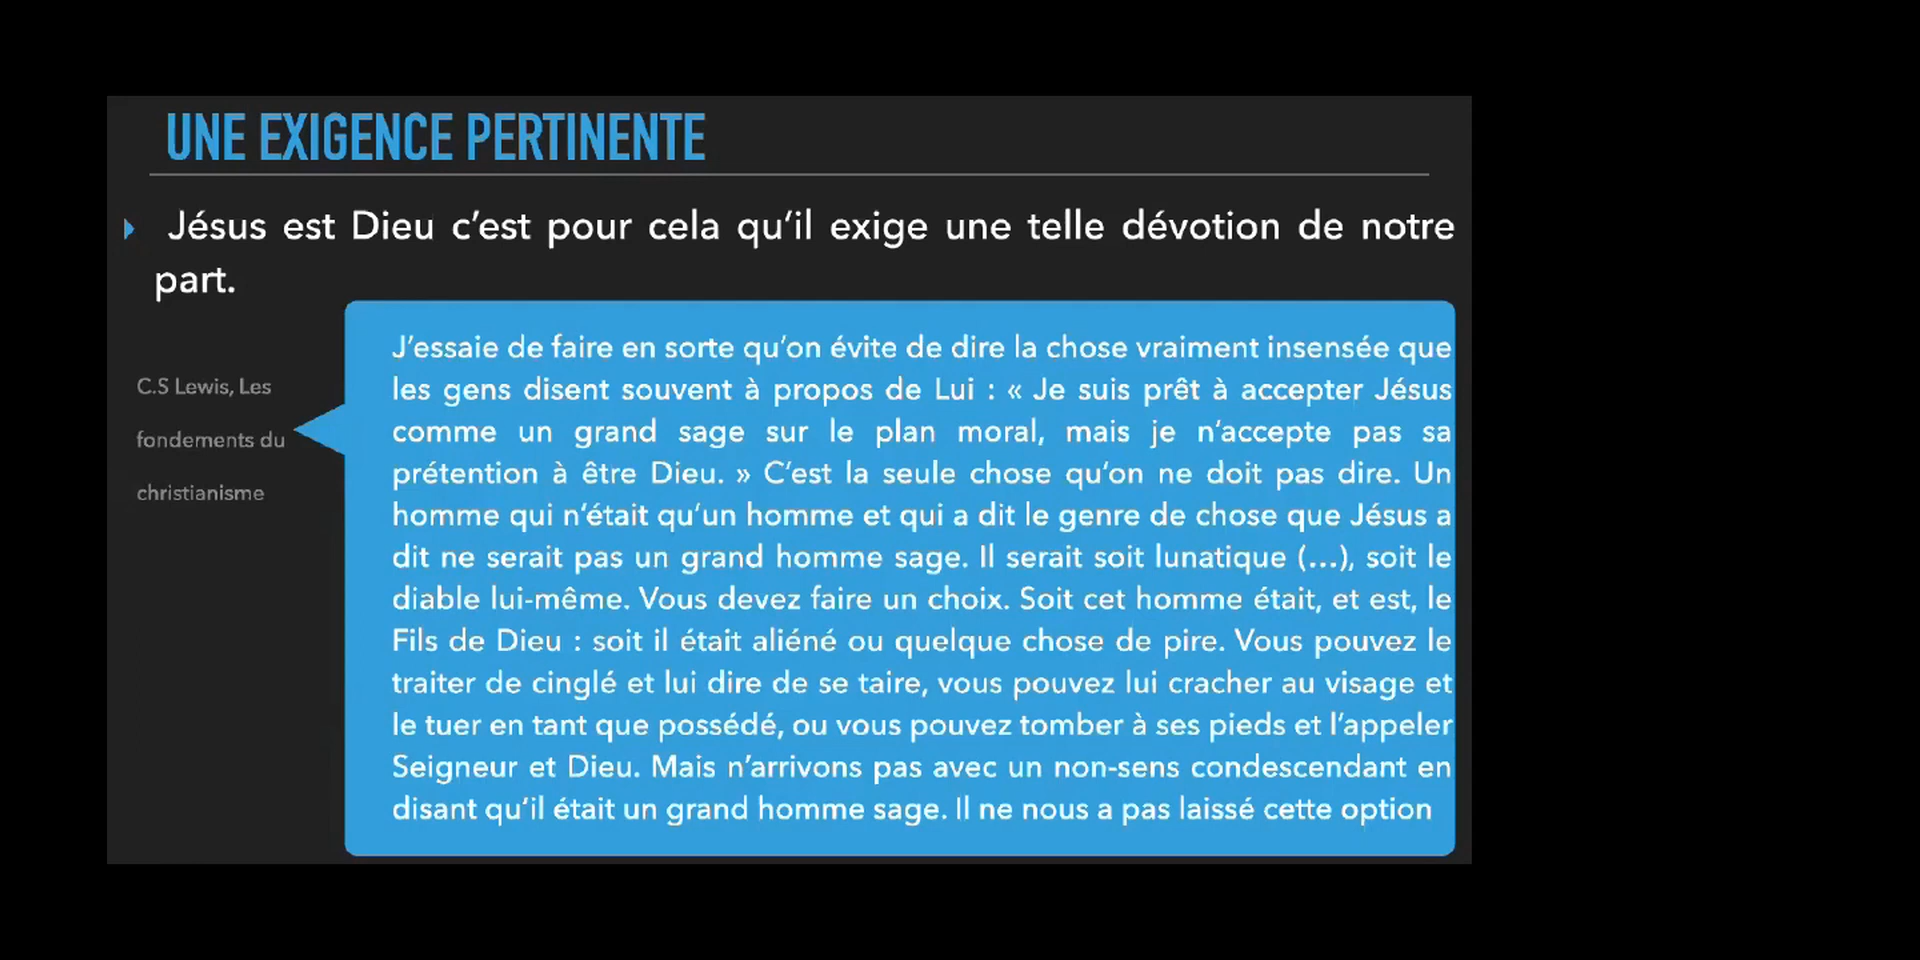 UNE EXIGENCE PERTINENTE
Jésus est Dieu c’est pour cela qu’il exige une telle dévotion de notre
part.
C.S Lewis, Les
fondements du
christianisme
J’essaie de faire en sorte qu’on évite de dire la chose vraiment insensée que
les gens disent souvent à propos de Lui : « Je suis prêt à accepter Jésus
comme un grand sage sur le plan moral, mais je n’accepte pas sa
prétention à être Dieu. » C’est la seule chose qu’on ne doit pas dire. Un
homme qui n’était qu’un homme et qui a dit le genre de chose que Jésus a
dit ne serait pas un grand homme sage. Il serait soit lunatique (…), soit le
diable lui-même. Vous devez faire un choix. Soit cet homme était, et est, le
Fils de Dieu : soit il était aliéné ou quelque chose de pire. Vous pouvez le
traiter de cinglé et lui dire de se taire, vous pouvez lui cracher au visage et
le tuer en tant que possédé, ou vous pouvez tomber à ses pieds et l’appeler
Seigneur et Dieu. Mais n’arrivons pas avec un non-sens condescendant en
disant qu’il était un grand homme sage. Il ne nous a pas laissé cette option